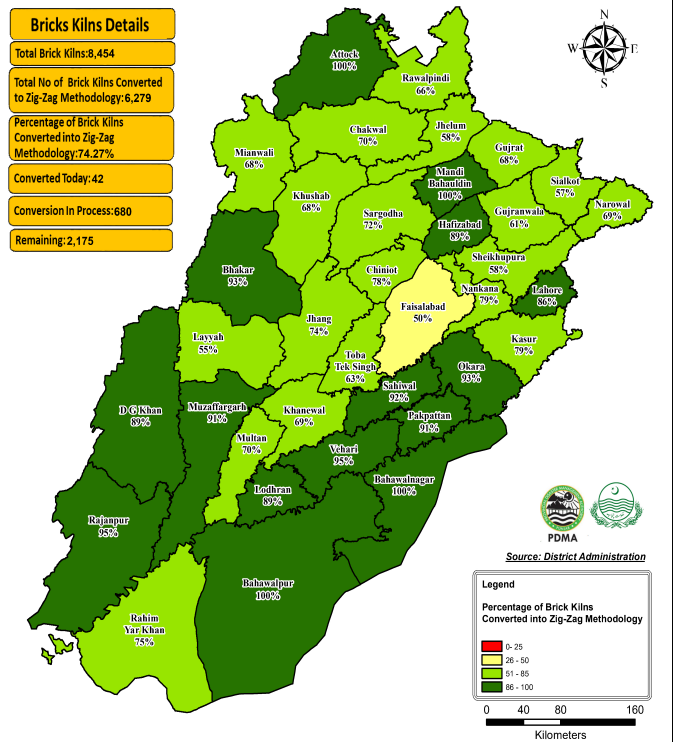 Bricks Kilns Details
Total Brick Kilns:8,454
Total No of Brick Kilns Converted
to Zig-Zag Methodology:6,279
Percentage of Brick Kilns
Converted into Zig-Zag
Methodology:74.27%
Converted Today:42
Conversion In Process:680
Remaining:2,175
N
W
E
S
Attock
100%
Rawalpindi
66%
Chakwal
70%
Jhelum
58%
Gujrat
68%
Mianwali
68%
Mandi
Bahauldin
100%
Sialkot
57%
Khushab
68%
Sargodha
72%
Hafizabad
89%
Gujranwala
61%
Narowal
69%
Sheikhupura
58%
Bhakar
93%
Chiniot
78%
Nankana
79%
Lahore
86%
Faisalabad
50%
Jhang
74%
Layyah
55%
Kasur
79%
Toba
Tek Singh
63%
Okara
93%
Sahiwal
92%
D G Khan
89%
Muzaffargarh
91%
Khanewal
69%
Pakpattan
91%
Multan
70%
Vehari
95%
Bahawalnagar
100%
Lodhran
89%
Rajanpur
95%
Bahawalpur
100%
Rahim
Yar Khan
75%
PDMA
Source: District Administration
Legend
Percentage of Brick Kilns
Converted into Zig-Zag Methodology
0- 25
26 - 50
51 - 85
86 - 100
0 40 80 160
Kilometers